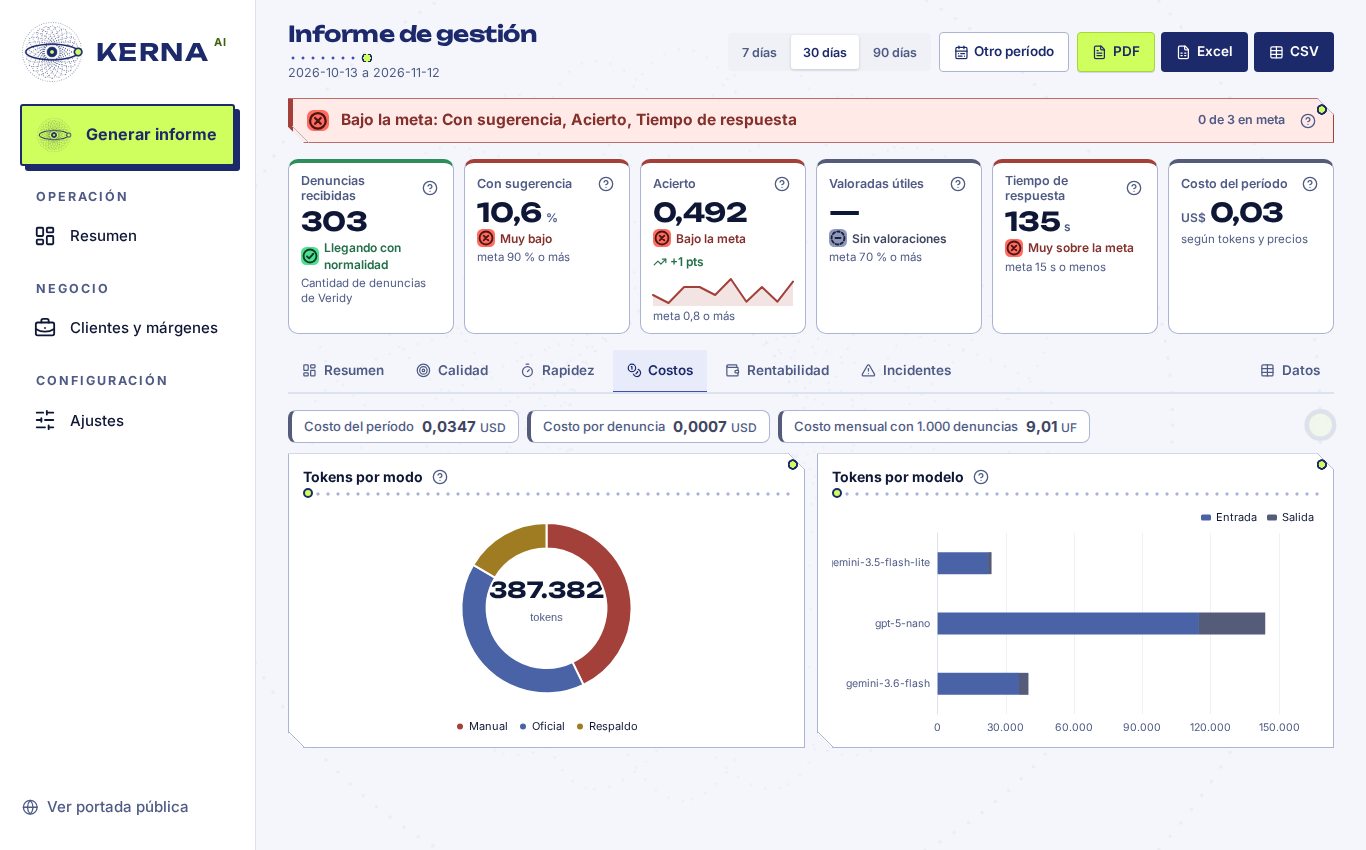 KERNA AI
Generar informe
OPERACIÓN
Resumen
NEGOCIO
Clientes y márgenes
CONFIGURACIÓN
Ajustes
Ver portada pública
Informe de gestión
2026-10-13 a 2026-11-12
7 días
30 días
90 días
Otro período
PDF
Excel
CSV
Bajo la meta: Con sugerencia, Acierto, Tiempo de respuesta
0 de 3 en meta
Denuncias
recibidas
303
Llegando con
normalidad
Cantidad de denuncias
de Veridy
Con sugerencia
10,6 %
Muy bajo
meta 90 % o más
Acierto
0,492
Bajo la meta
+1 pts
meta 0,8 o más
Valoradas útiles
—
Sin valoraciones
meta 70 % o más
Tiempo de
respuesta
135 s
Muy sobre la meta
meta 15 s o menos
Costo del período
US$ 0,03
según tokens y precios
Resumen
Calidad
Rapidez
Costos
Rentabilidad
Incidentes
Datos
Costo del período 0,0347 USD
Costo por denuncia 0,0007 USD
Costo mensual con 1.000 denuncias 9,01 UF
Tokens por modo
387.382
tokens
Manual
Oficial
Respaldo
Tokens por modelo
Entrada
Salida
emini-3.5-flash-lite
gpt-5-nano
gemini-3.6-flash
0
30.000
60.000
90.000
120.000
150.000